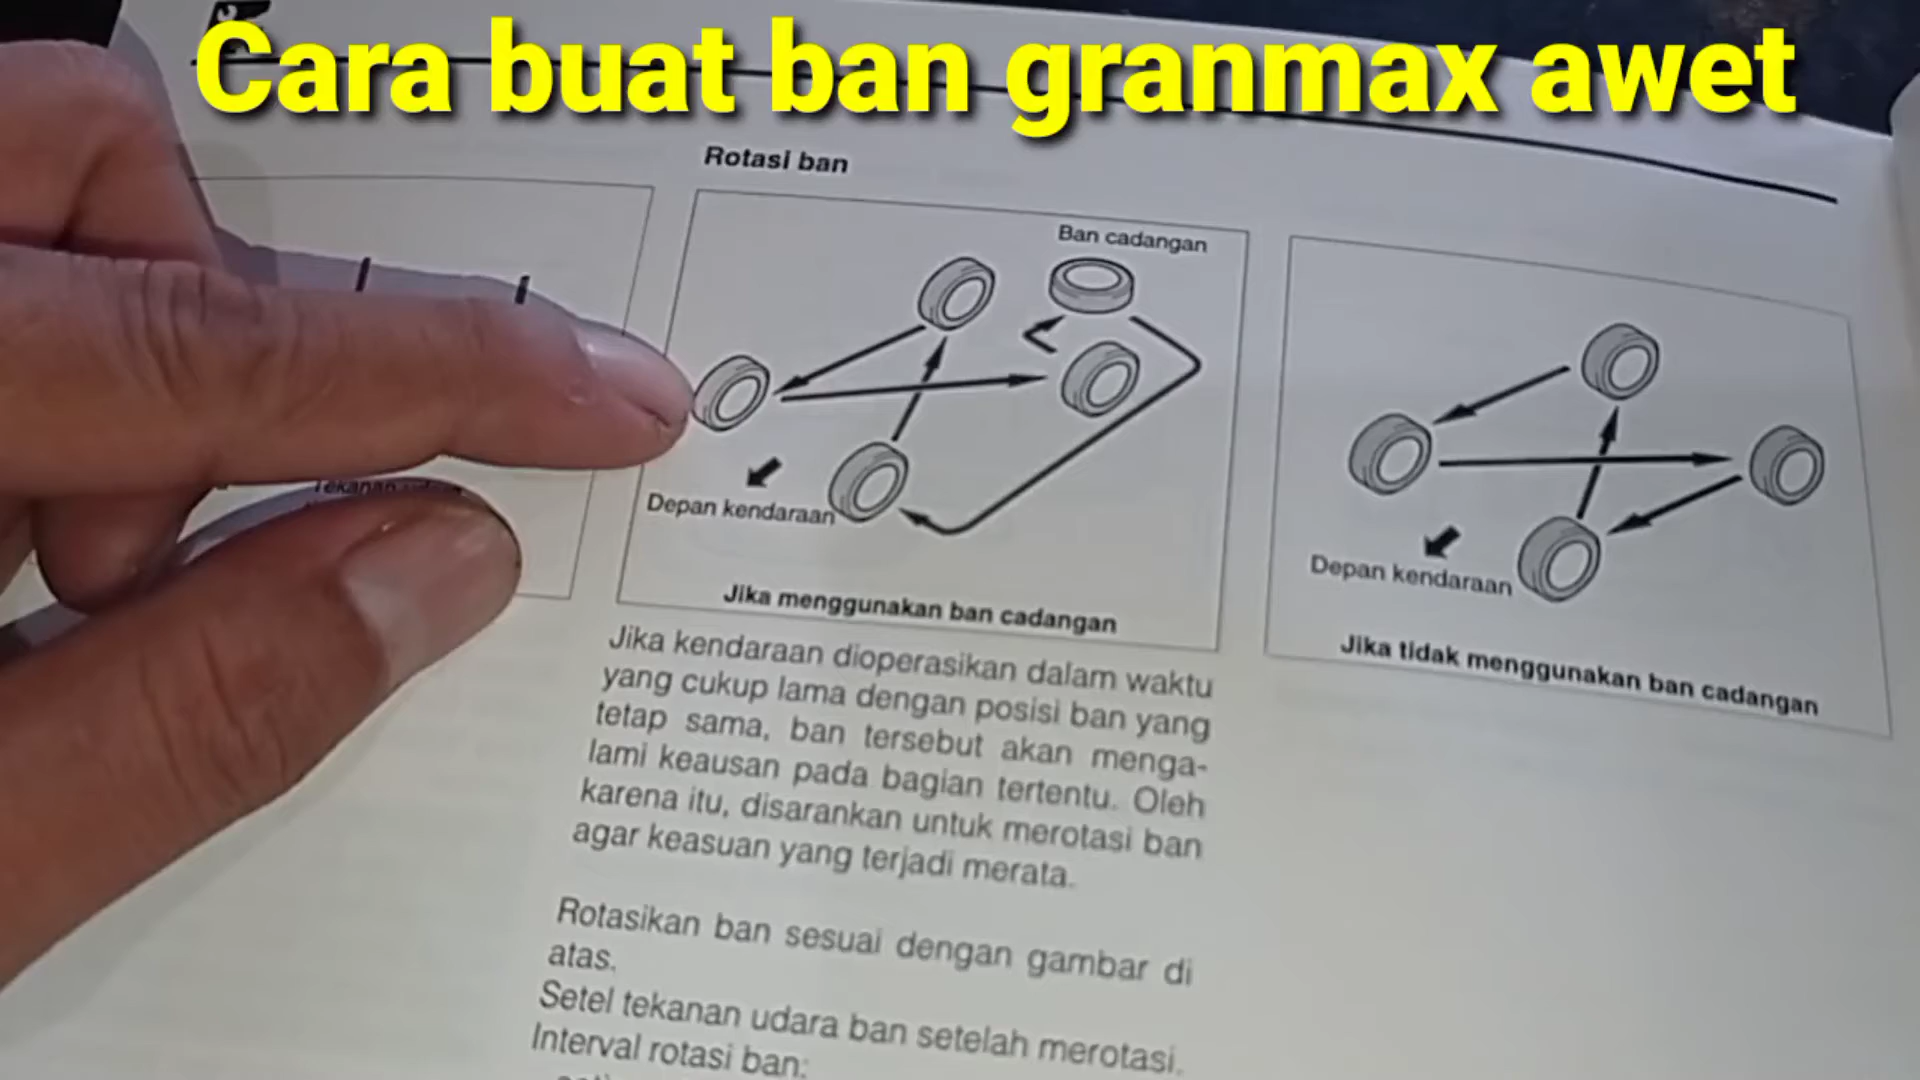 Cara buat ban granmax awet
Rotasi ban
Ban cadangan
Depan kendaraan
Jika menggunakan ban cadangan
Depan kendaraan
Jika tidak menggunakan ban cadangan
Jika kendaraan dioperasikan dalam waktu
yang cukup lama dengan posisi ban yang
tetap sama, ban tersebut akan menga-
lami keausan pada bagian tertentu. Oleh
karena itu, disarankan untuk merotasi ban
agar keasuan yang terjadi merata.
Rotasikan ban sesuai dengan gambar di
atas.
Setel tekanan udara ban setelah merotasi.
Interval rotasi ban: